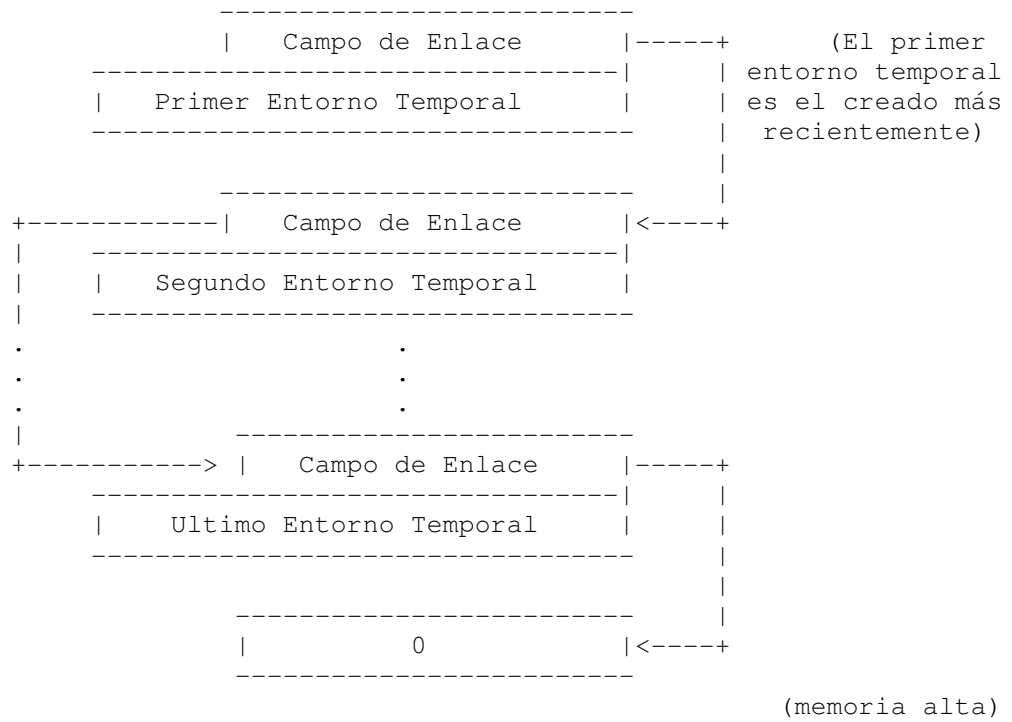 Campo de Enlace (El primer
entorno temporal
Primer Entorno Temporal es el creado más
recientemente)
Campo de Enlace
Segundo Entorno Temporal
Campo de Enlace
Ultimo Entorno Temporal
0
(memoria alta)